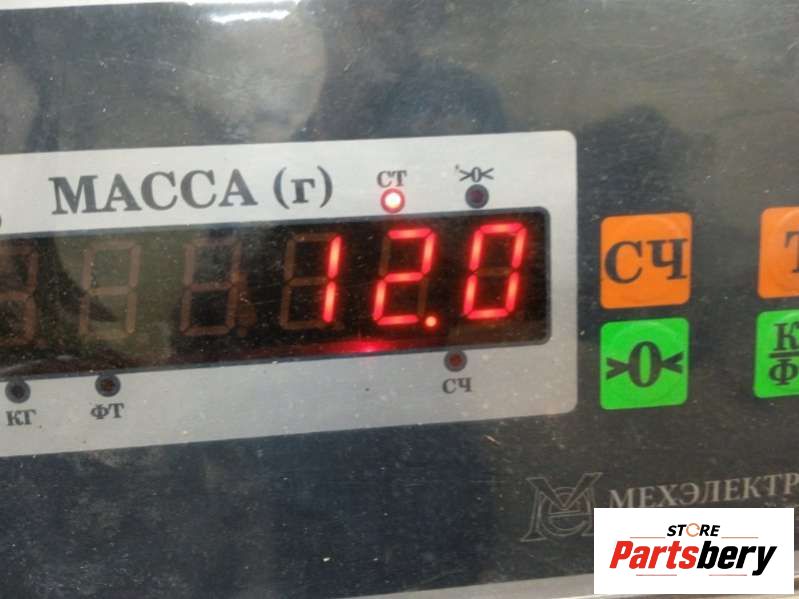 МАССА (г)
СТ >0<
12.0
КГ ФТ СЧ
СЧ Т
>0<
К
Ф
МЕХЭЛЕКТР
STORE
Partsbery